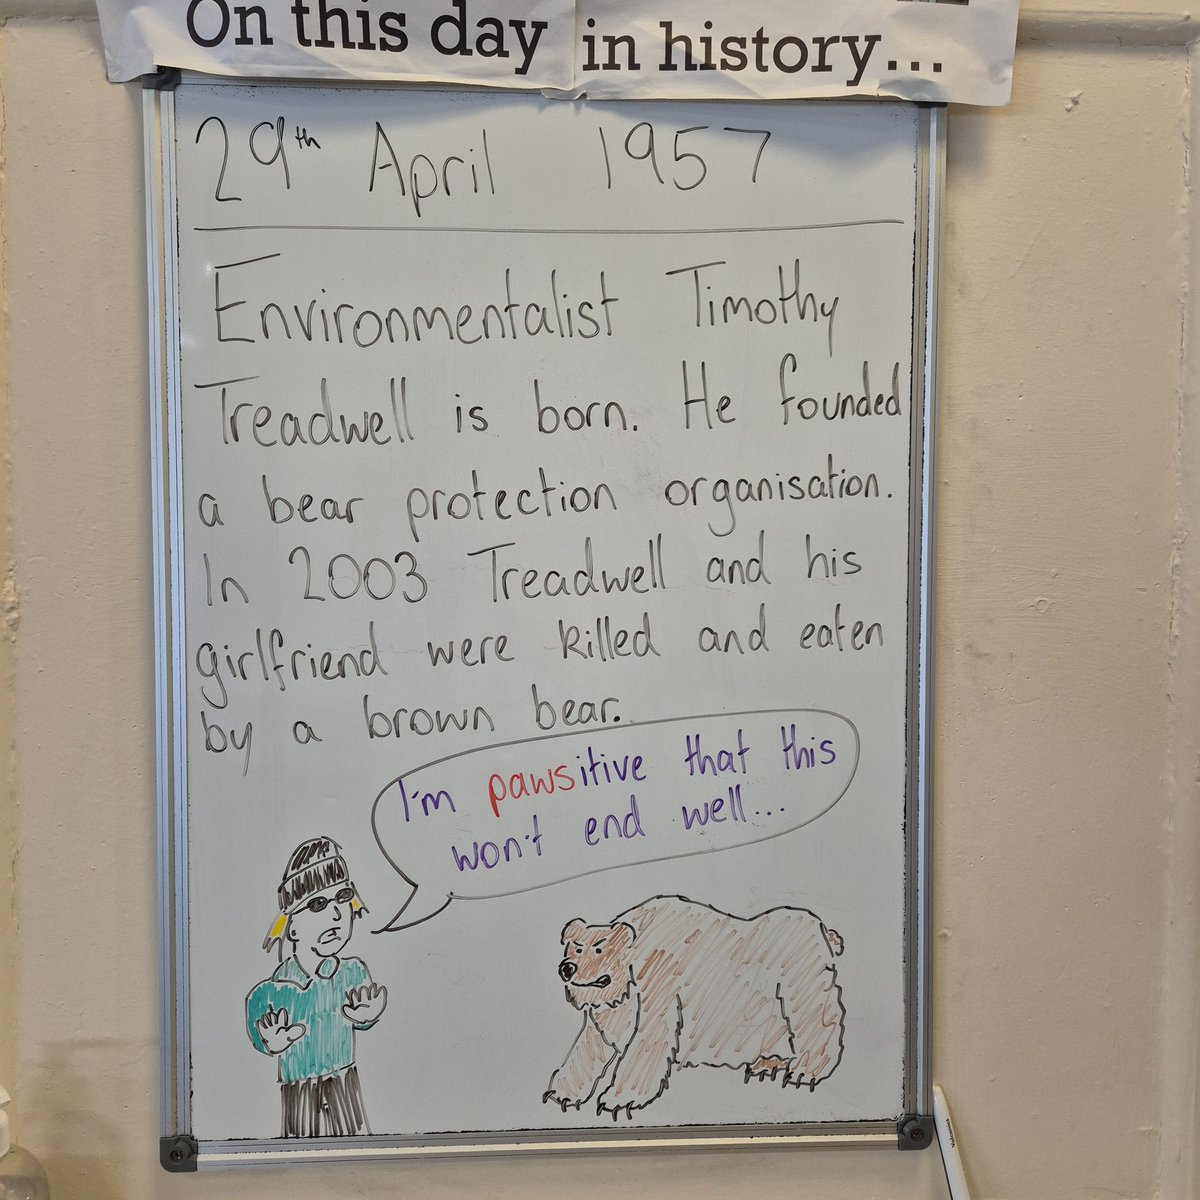 On this day in history...
29th April 1957
Environmentalist Timothy
Treadwell is born. He founded
a bear protection organisation.
In 2003 Treadwell and his
girlfriend were killed and eaten
by a brown bear.
I'm pawsitive that this
won't end well...